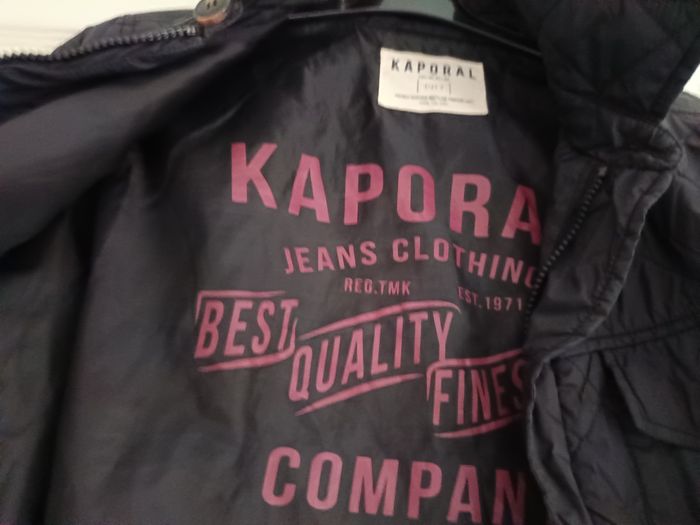 KAPORAL
KAPORA
JEANS CLOTHING
REG.TMK
EST.1971
BEST
QUALITY
FINES
COMPAN